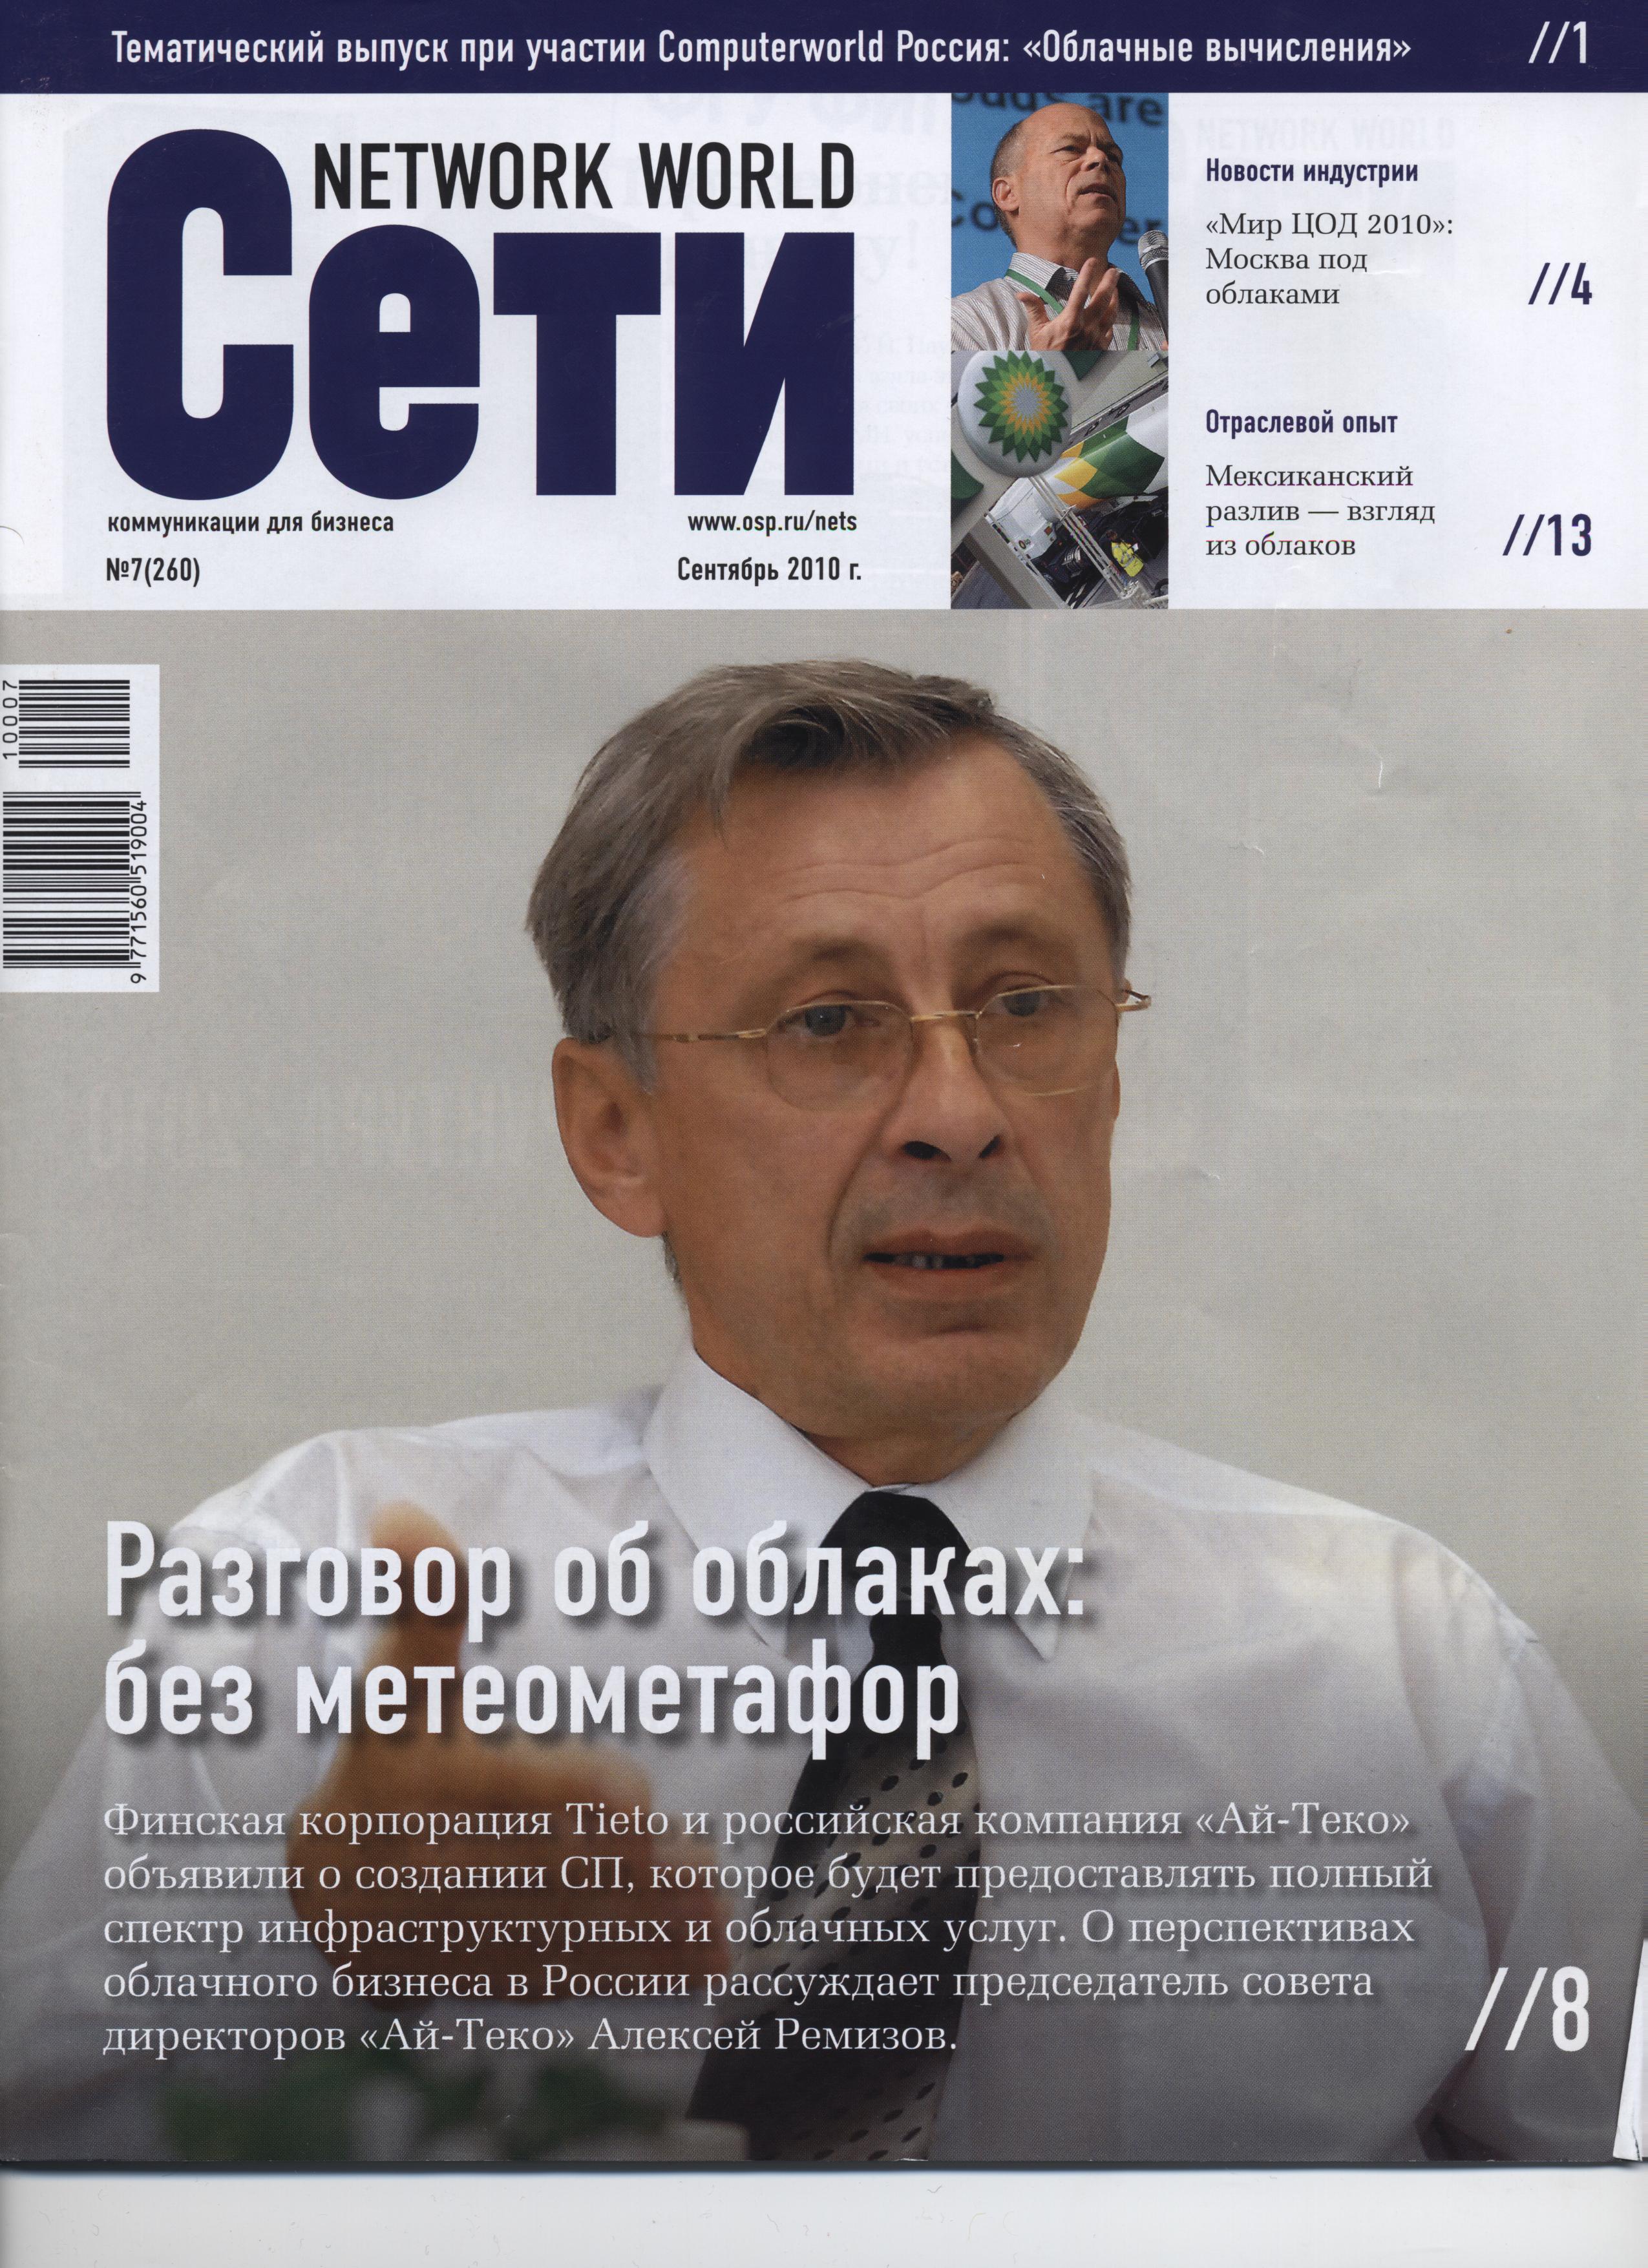 Тематический выпуск при участии Computerworld Россия: «Облачные вычисления» //1
NETWORK WORLD
Сети
коммуникации для бизнеса
www.osp.ru/nets
№7(260)
Сентябрь 2010 г.
are
Новости индустрии
«Мир ЦОД 2010»:
Москва под
облаками
//4
Отраслевой опыт
Мексиканский
разлив — взгляд
из облаков
//13
10007
9 771560 519004
Разговор об облаках:
без метеометафор
Финская корпорация Tieto и российская компания «Ай-Теко»
объявили о создании СП, которое будет предоставлять полный
спектр инфраструктурных и облачных услуг. О перспективах
облачного бизнеса в России рассуждает председатель совета
директоров «Ай-Теко» Алексей Ремизов.
//8